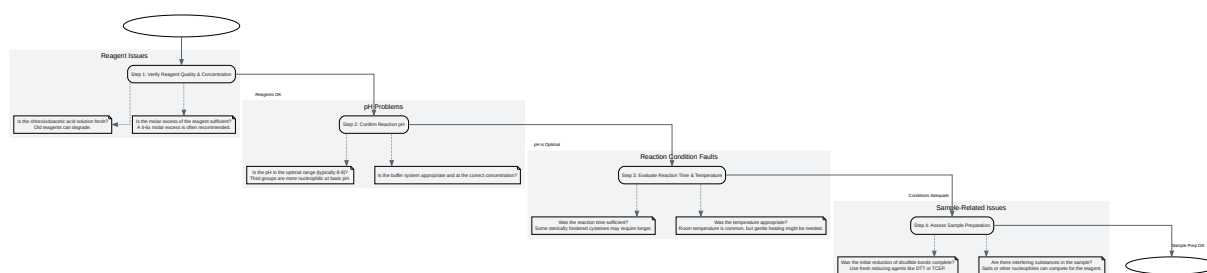 Reagent Issues
Step 1: Verify Reagent Quality & Concentration
Is the chloroiodoacetic acid solution fresh?
Old reagents can degrade.
Is the molar excess of the reagent sufficient?
A 4-6x molar excess is often recommended.
Reagents OK
pH Problems
Step 2: Confirm Reaction pH
Is the pH in the optimal range (typically 8-9)?
Thiol groups are more nucleophilic at basic pH.
Is the buffer system appropriate and at the correct concentration?
pH is Optimal
Reaction Condition Faults
Step 3: Evaluate Reaction Time & Temperature
Was the reaction time sufficient?
Some sterically hindered cysteines may require longer.
Was the temperature appropriate?
Room temperature is common, but gentle heating might be needed.
Conditions Adequate
Sample-Related Issues
Step 4: Assess Sample Preparation
Was the initial reduction of disulfide bonds complete?
Use fresh reducing agents like DTT or TCEP.
Are there interfering substances in the sample?
Salts or other nucleophiles can compete for the reagent.
Sample Prep OK